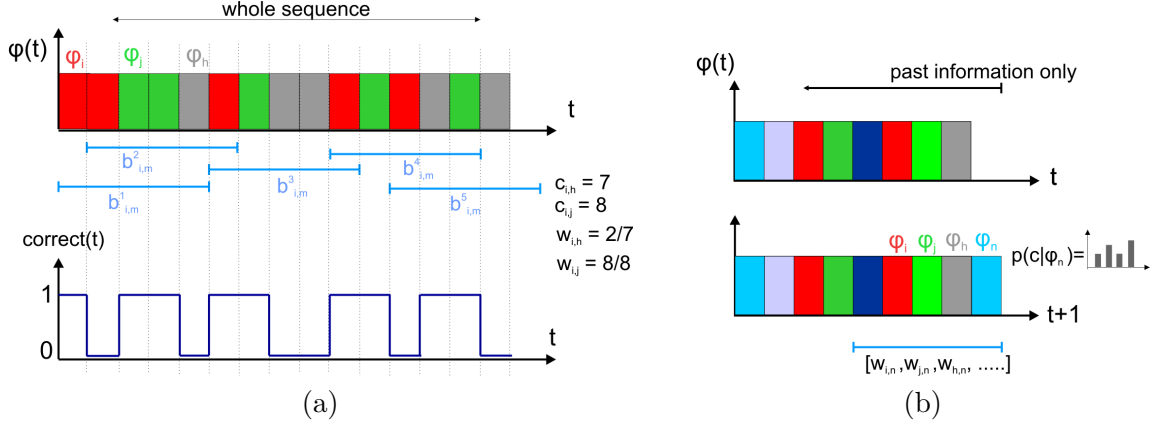 whole sequence
φ(t)
φi φj φh
t
b²i,m
b⁴i,m
b³i,m
b¹i,m
b⁵i,m
ci,h = 7
ci,j = 8
wi,h = 2/7
wi,j = 8/8
correct(t)
1
0
t
(a)
φ(t)
past information only
t
φi φj φh φn
p(c|φn)=
t+1
[wi,n,wj,n,wh,n, .....]
(b)